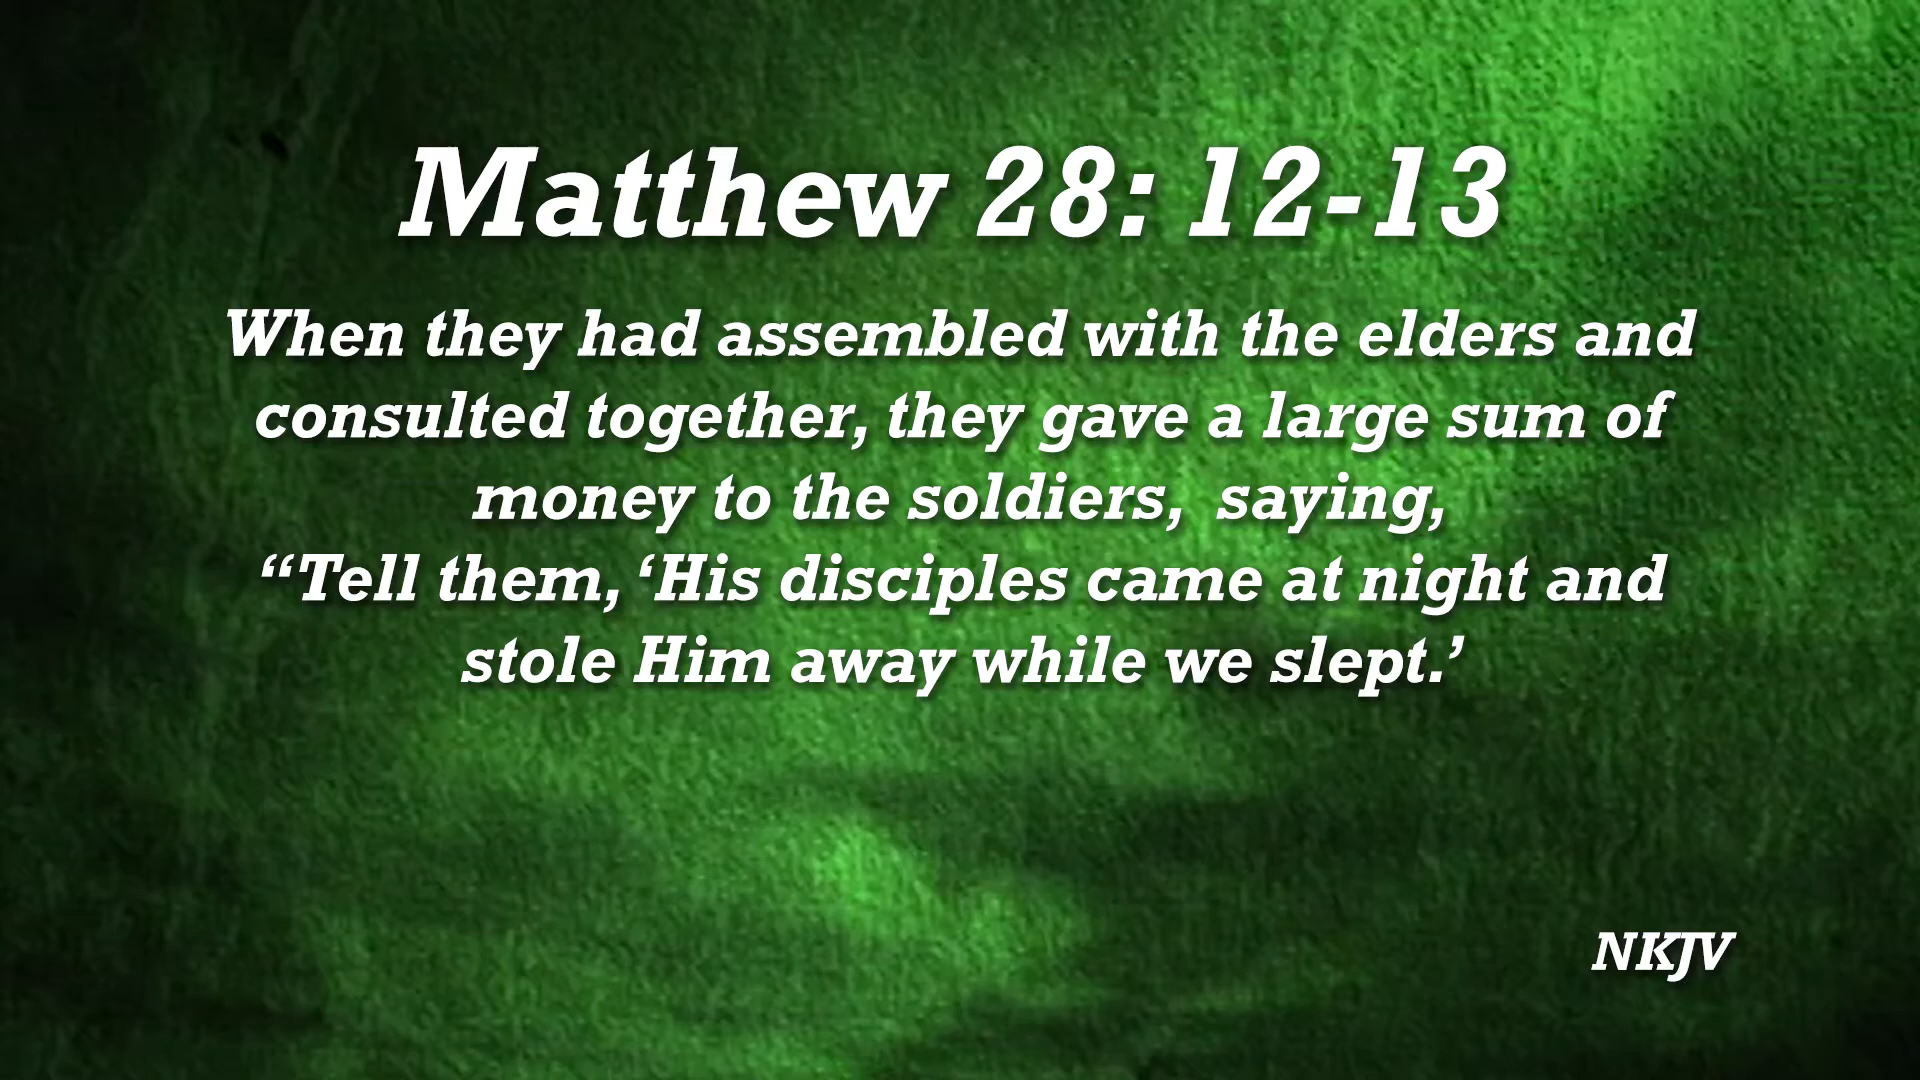 Matthew 28: 12-13
When they had assembled with the elders and
consulted together, they gave a large sum of
money to the soldiers,  saying,
“Tell them, ‘His disciples came at night and
stole Him away while we slept.’
NKJV